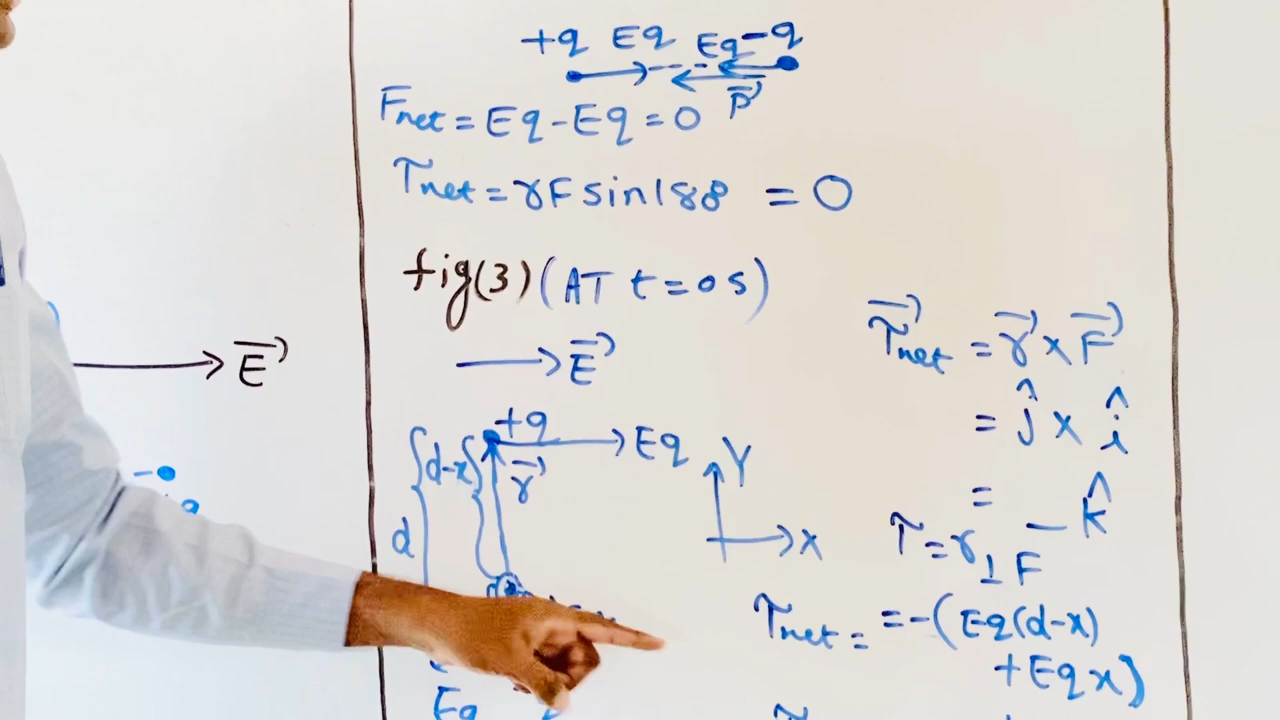 +q Eq Eq -q
P⃗
Fnet = Eq - Eq = 0
τnet = rF sin 180 = 0
fig(3) (AT t = 0 s)
E⃗
E⃗
τ⃗net = r⃗ × F⃗
= ĵ × î
= - k̂
+q
Eq
d-x
r⃗
Y
X
d
τ = r⊥ F
τnet = = -(Eq(d-x)
+ Eq x)
Eq
-q